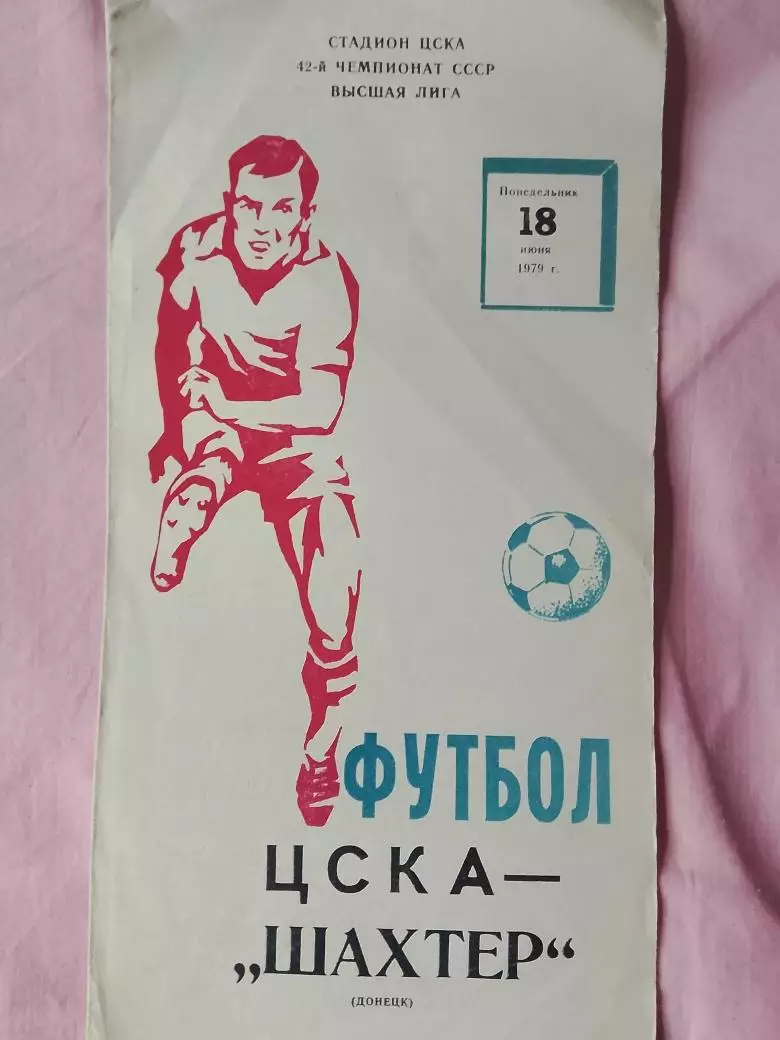 СТАДИОН ЦСКА
42-й ЧЕМПИОНАТ СССР
ВЫСШАЯ ЛИГА
Понедельник
18
июня
1979 г.
ФУТБОЛ
ЦСКА —
„ШАХТЕР“
(ДОНЕЦК)